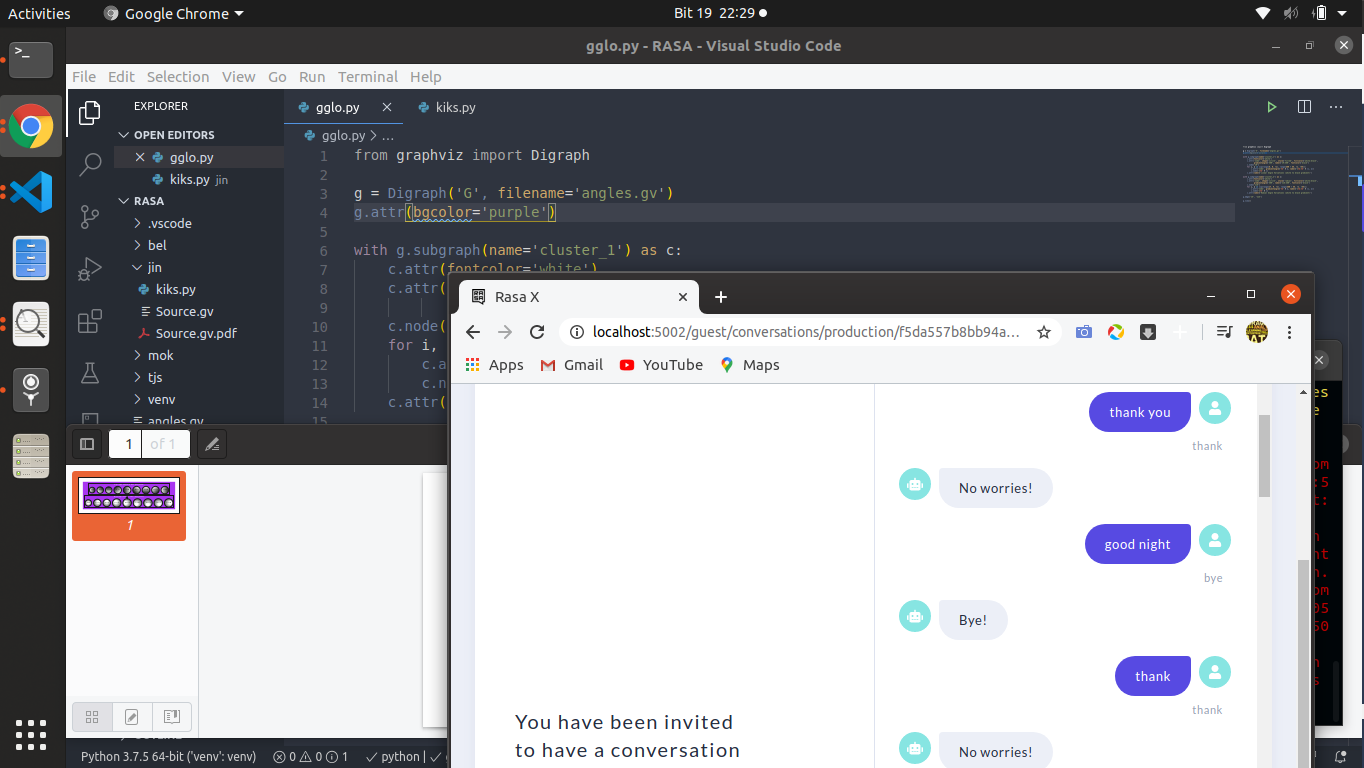 Activities
Google Chrome
Bit 19 22:29
gglo.py - RASA - Visual Studio Code
File Edit Selection View Go Run Terminal Help
EXPLORER
OPEN EDITORS
gglo.py
kiks.py jin
RASA
.vscode
bel
jin
kiks.py
Source.gv
Source.gv.pdf
mok
tjs
venv
angles.gv
gglo.py
kiks.py
gglo.py > ...
1 from graphviz import Digraph
2
3 g = Digraph('G', filename='angles.gv')
4 g.attr(bgcolor='purple')
5
6 with g.subgraph(name='cluster_1') as c:
7 c.attr(fontcolor='white')
8 c.attr(
9
10 c.node(
11 for i,
12 c.a
13 c.n
14 c.attr(
15
1 of 1
1
Python 3.7.5 64-bit ('venv': venv)
0 0 1
python |
Rasa X
localhost:5002/guest/conversations/production/f5da557b8bb94a...
Apps Gmail YouTube Maps
thank you
thank
No worries!
good night
bye
Bye!
thank
thank
No worries!
You have been invited
to have a conversation